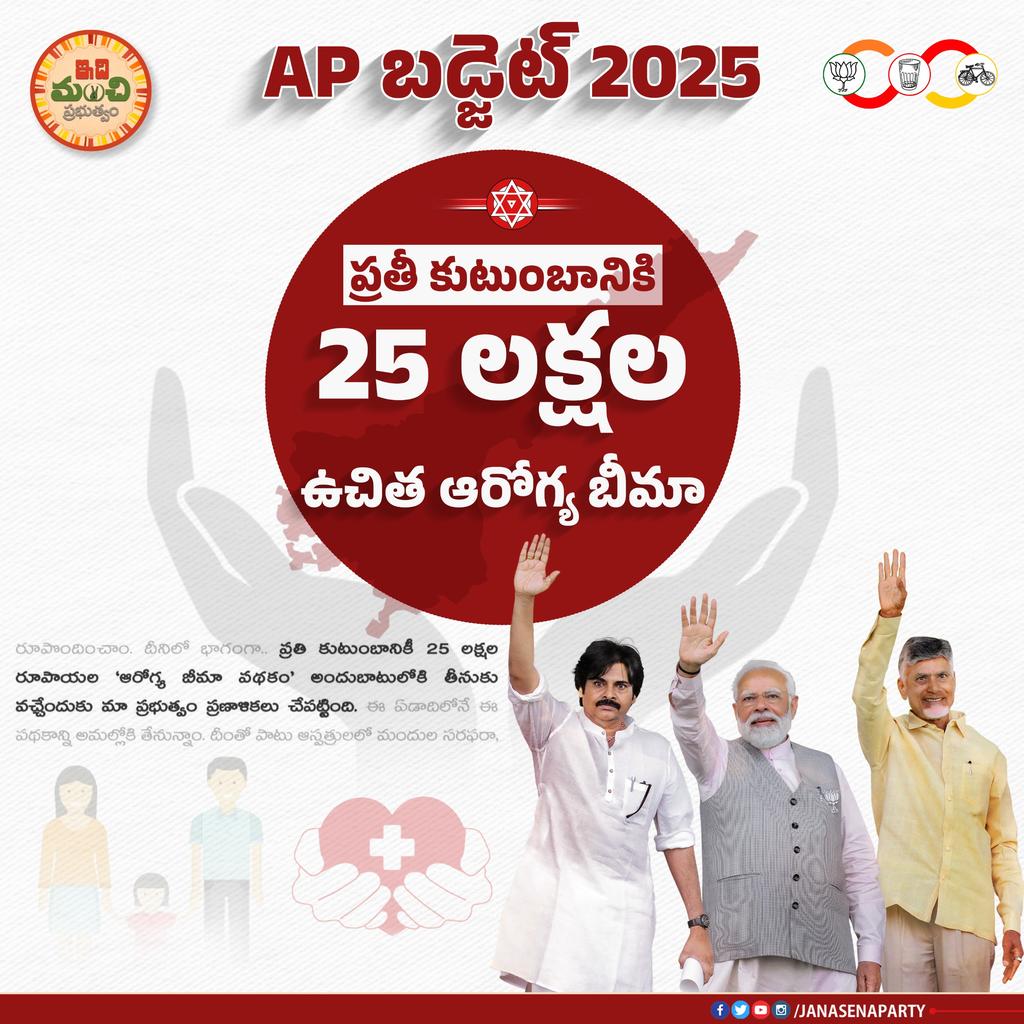 ఇది
మంచి
ప్రభుత్వం
AP బడ్జెట్ 2025
ప్రతీ కుటుంబానికి
25 లక్షల
ఉచిత ఆరోగ్య బీమా
రూపొందించాం. దీనిలో భాగంగా.. ప్రతి కుటుంబానికీ 25 లక్షల
రూపాయల ‘ఆరోగ్య బీమా పథకం’ అందుబాటులోకి తీసుకు
వచ్చేందుకు మా ప్రభుత్వం ప్రణాళికలు చేపట్టింది. ఈ ఏడాదిలోనే ఈ
పథకాన్ని అమల్లోకి తేనున్నాం. దీంతో పాటు ఆస్పత్రులలో మందుల సరఫరా,
/JANASENAPARTY